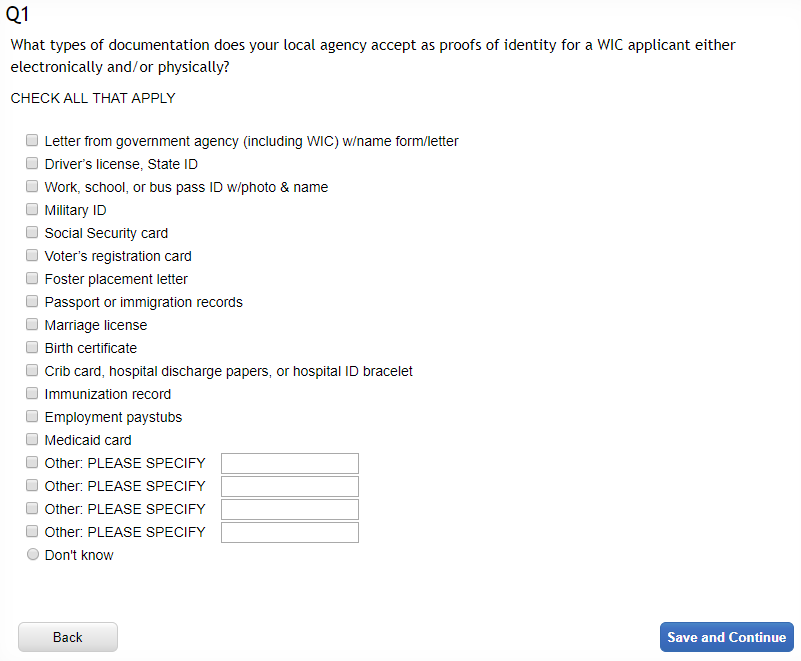 Q1
What types of documentation does your local agency accept as proofs of identity for a WIC applicant either
electronically and/or physically?
CHECK ALL THAT APPLY
Letter from government agency (including WIC) w/name form/letter
Driver's license, State ID
Work, school, or bus pass ID w/photo & name
Military ID
Social Security card
Voter's registration card
Foster placement letter
Passport or immigration records
Marriage license
Birth certificate
Crib card, hospital discharge papers, or hospital ID bracelet
Immunization record
Employment paystubs
Medicaid card
Other: PLEASE SPECIFY
Other: PLEASE SPECIFY
Other: PLEASE SPECIFY
Other: PLEASE SPECIFY
Don't know
Back
Save and Continue